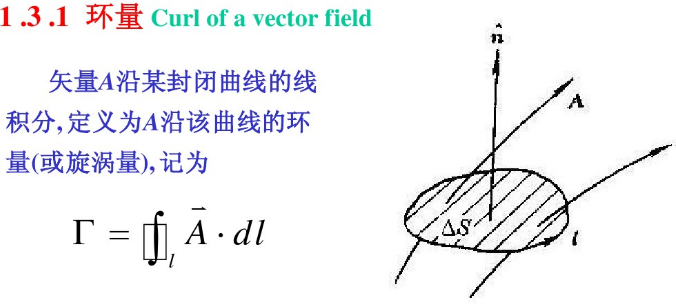 1.3.1 环量 Curl of a vector field
矢量A沿某封闭曲线的线
积分,定义为A沿该曲线的环
量(或旋涡量),记为
Γ = ∮_l A⃗ · dl
n̂
A
ΔS
l